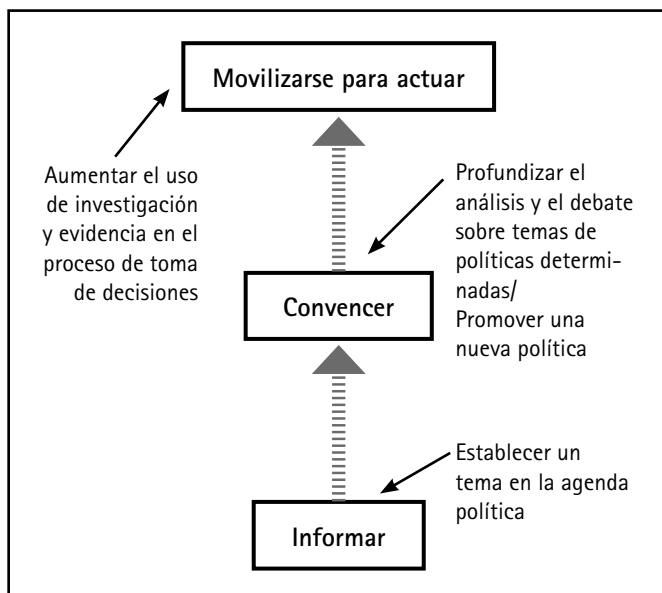 Movilizarse para actuar
Aumentar el uso
de investigación
y evidencia en el
proceso de toma
de decisiones
Profundizar el
análisis y el debate
sobre temas de
políticas determi-
nadas/
Promover una
nueva política
Convencer
Establecer un
tema en la agenda
política
Informar